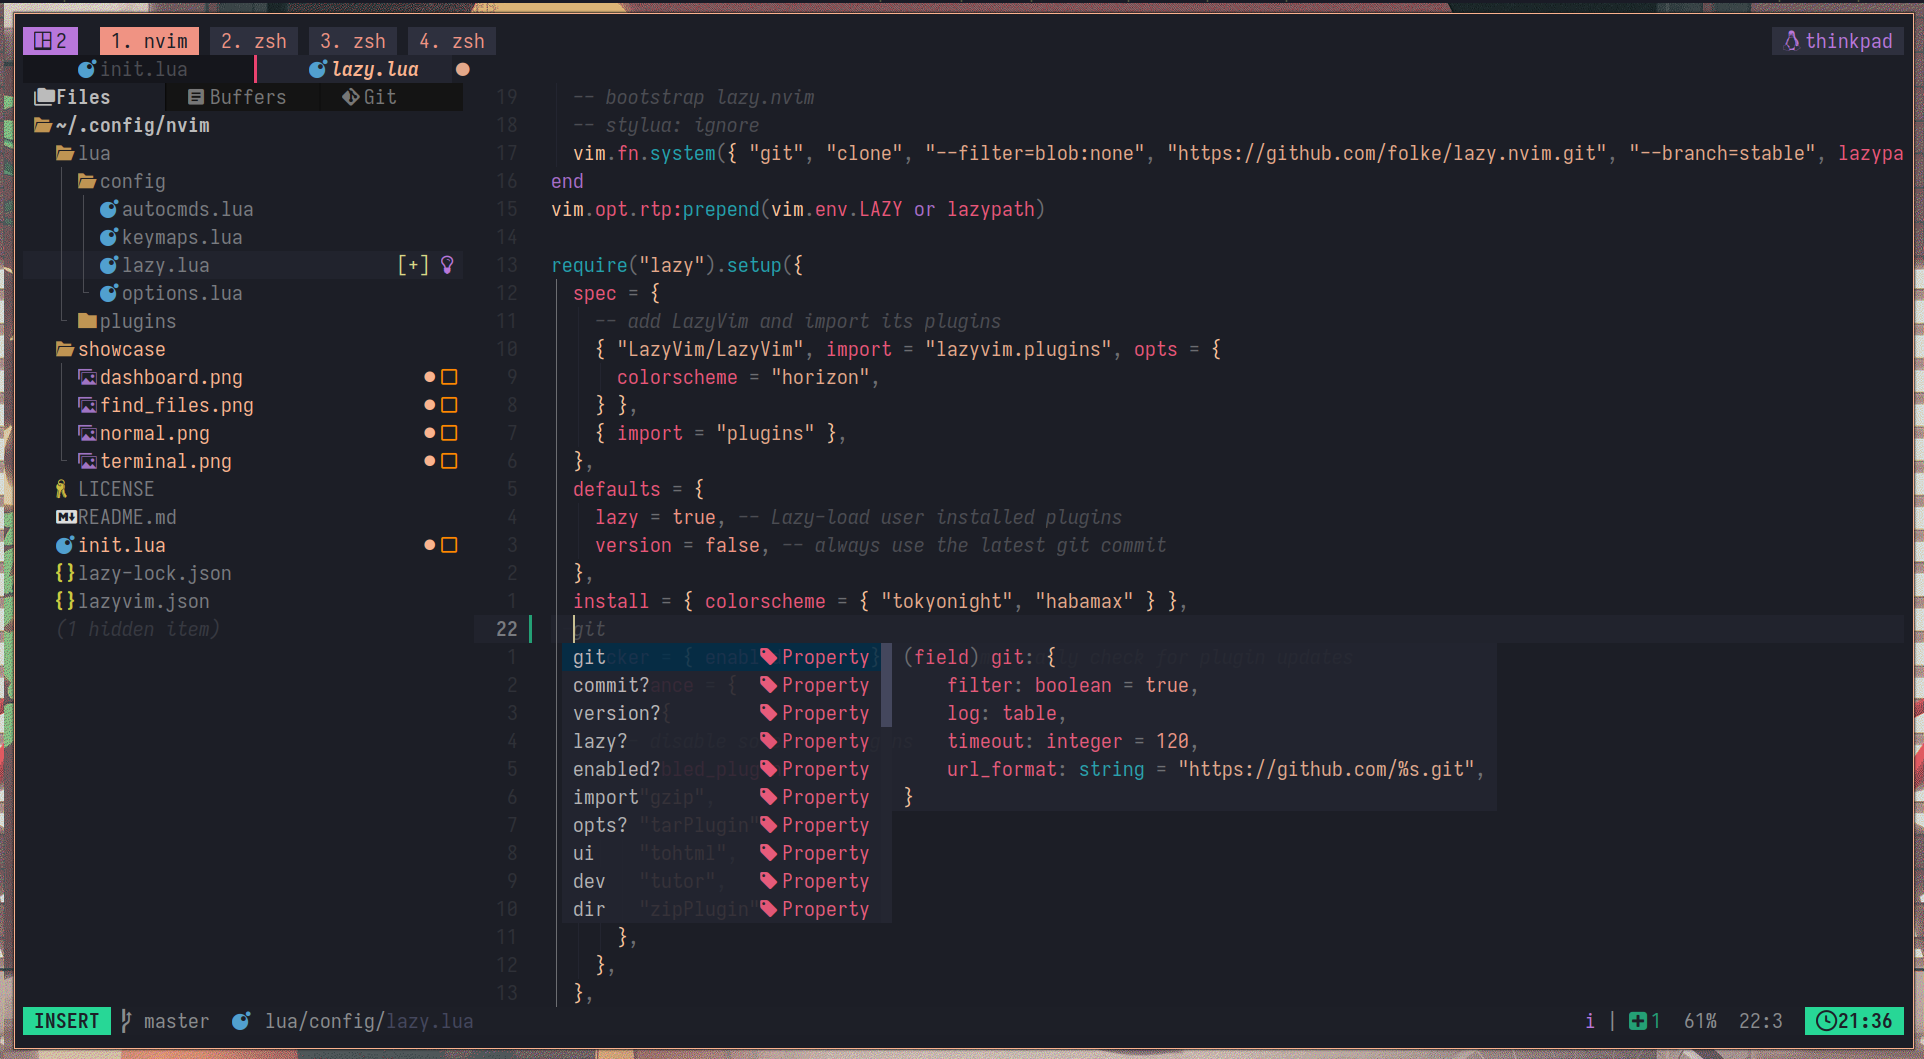 2 1. nvim 2. zsh 3. zsh 4. zsh thinkpad
init.lua lazy.lua
Files Buffers Git
~/.config/nvim
lua
config
autocmds.lua
keymaps.lua
lazy.lua [+]
options.lua
plugins
showcase
dashboard.png
find_files.png
normal.png
terminal.png
LICENSE
README.md
init.lua
{} lazy-lock.json
{} lazyvim.json
(1 hidden item)
19 -- bootstrap lazy.nvim
18 -- stylua: ignore
17 vim.fn.system({ "git", "clone", "--filter=blob:none", "https://github.com/folke/lazy.nvim.git", "--branch=stable", lazypa
16 end
15 vim.opt.rtp:prepend(vim.env.LAZY or lazypath)
14
13 require("lazy").setup({
12 spec = {
11 -- add LazyVim and import its plugins
10 { "LazyVim/LazyVim", import = "lazyvim.plugins", opts = {
9 colorscheme = "horizon",
8 } },
7 { import = "plugins" },
6 },
5 defaults = {
4 lazy = true, -- Lazy-load user installed plugins
3 version = false, -- always use the latest git commit
2 },
1 install = { colorscheme = { "tokyonight", "habamax" } },
22 git
1 git Property
2 commit? Property
3 version? Property
4 lazy? Property
5 enabled? Property
6 import "gzip", Property
7 opts? "tarPlugin" Property
8 ui "tohtml", Property
9 dev "tutor", Property
10 dir "zipPlugin" Property
11 },
12 },
13 },
(field) git: { check for plugin updates
filter: boolean = true,
log: table,
timeout: integer = 120,
url_format: string = "https://github.com/%s.git",
}
INSERT master lua/config/lazy.lua i | 1 61% 22:3 21:36